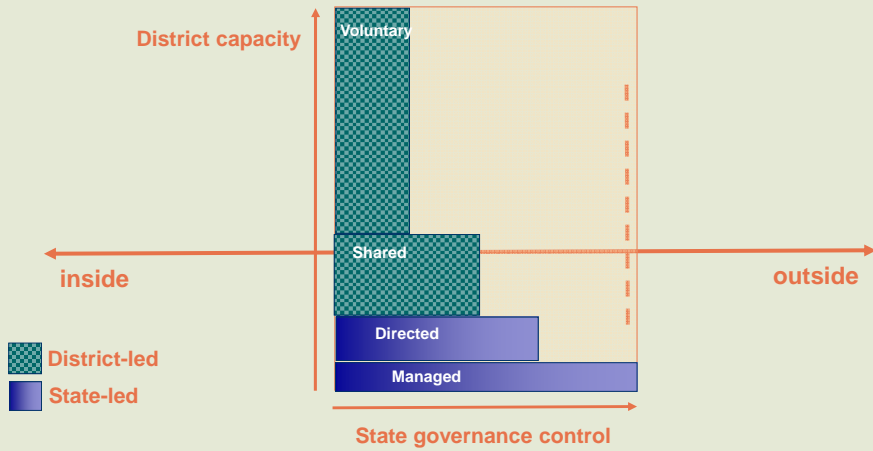 District capacity
Voluntary
Shared
inside
outside
Directed
District-led
Managed
State-led
State governance control